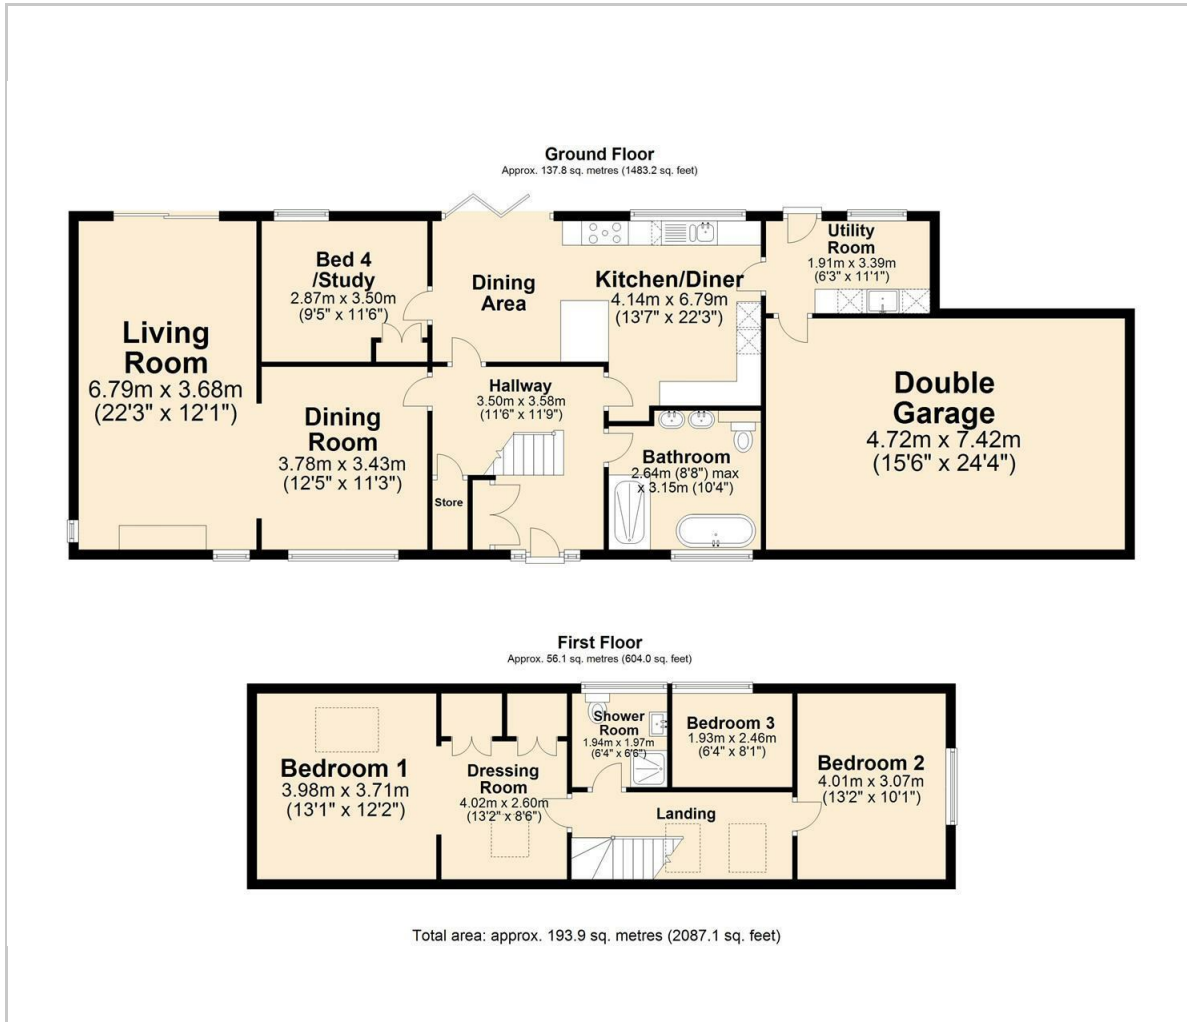 Ground Floor
Approx. 137.8 sq. metres (1483.2 sq. feet)
Living
Room
6.79m x 3.68m
(22'3" x 12'1")
Bed 4
/Study
2.87m x 3.50m
(9'5" x 11'6")
Dining
Area
Kitchen/Diner
4.14m x 6.79m
(13'7" x 22'3")
Utility
Room
1.91m x 3.39m
(6'3" x 11'1")
Dining
Room
3.78m x 3.43m
(12'5" x 11'3")
Hallway
3.50m x 3.58m
(11'6" x 11'9")
Store
Bathroom
2.64m (8'8") max
x 3.15m (10'4")
Double
Garage
4.72m x 7.42m
(15'6" x 24'4")
First Floor
Approx. 56.1 sq. metres (604.0 sq. feet)
Bedroom 1
3.98m x 3.71m
(13'1" x 12'2")
Dressing
Room
4.02m x 2.60m
(13'2" x 8'6")
Shower
Room
1.94m x 1.97m
(6'4" x 6'6")
Bedroom 3
1.93m x 2.46m
(6'4" x 8'1")
Landing
Bedroom 2
4.01m x 3.07m
(13'2" x 10'1")
Total area: approx. 193.9 sq. metres (2087.1 sq. feet)